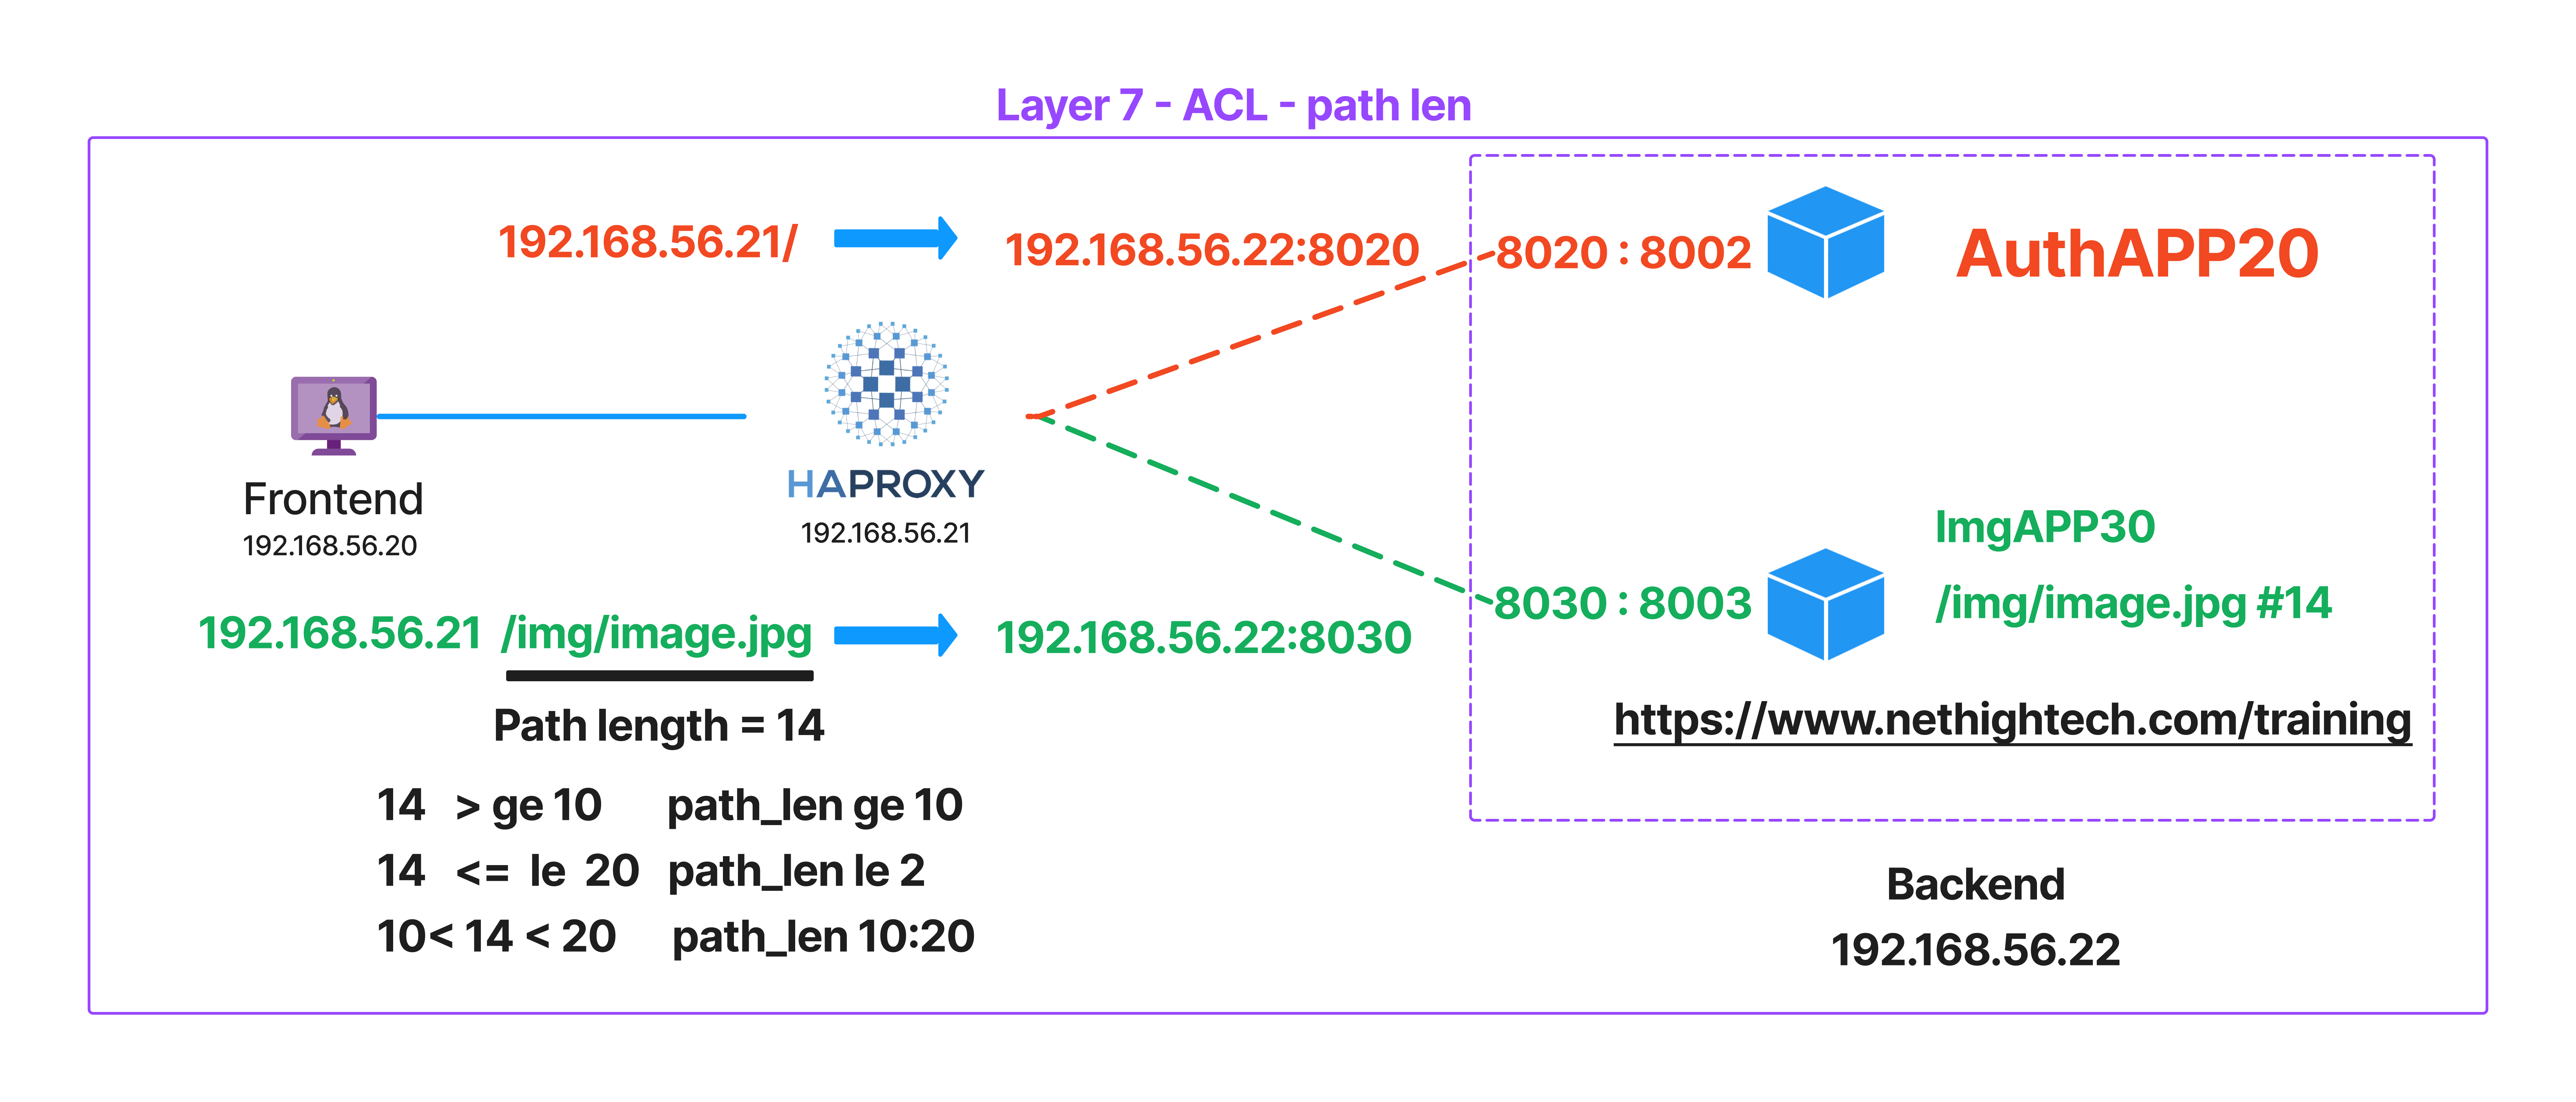 Layer 7 - ACL - path len
192.168.56.21/
192.168.56.22:8020
8020 : 8002
AuthAPP20
HAPROXY
192.168.56.21
Frontend
192.168.56.20
ImgAPP30
/img/image.jpg #14
8030 : 8003
192.168.56.21 /img/image.jpg
192.168.56.22:8030
Path length = 14
https://www.nethightech.com/training
14 > ge 10 path_len ge 10
14 <= le 20 path_len le 2
10< 14 < 20 path_len 10:20
Backend
192.168.56.22